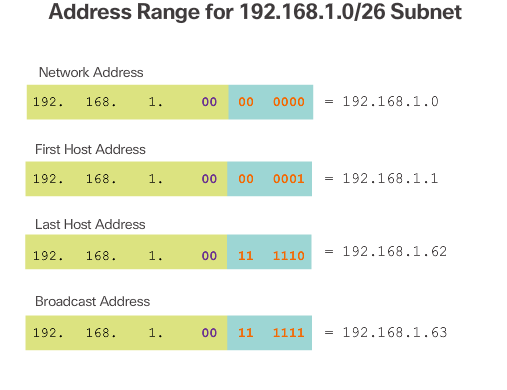 Address Range for 192.168.1.0/26 Subnet
Network Address
192. 168. 1. 00 00 0000 = 192.168.1.0
First Host Address
192. 168. 1. 00 00 0001 = 192.168.1.1
Last Host Address
192. 168. 1. 00 11 1110 = 192.168.1.62
Broadcast Address
192. 168. 1. 00 11 1111 = 192.168.1.63